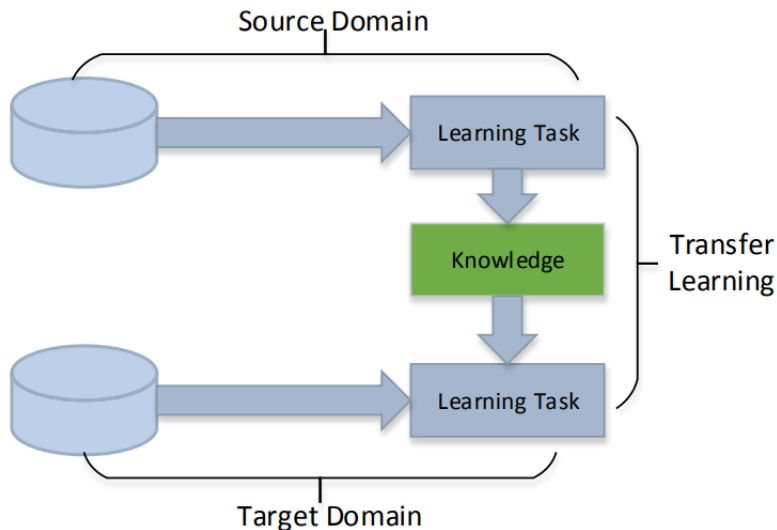 Source Domain
Learning Task
Knowledge
Transfer
Learning
Learning Task
Target Domain